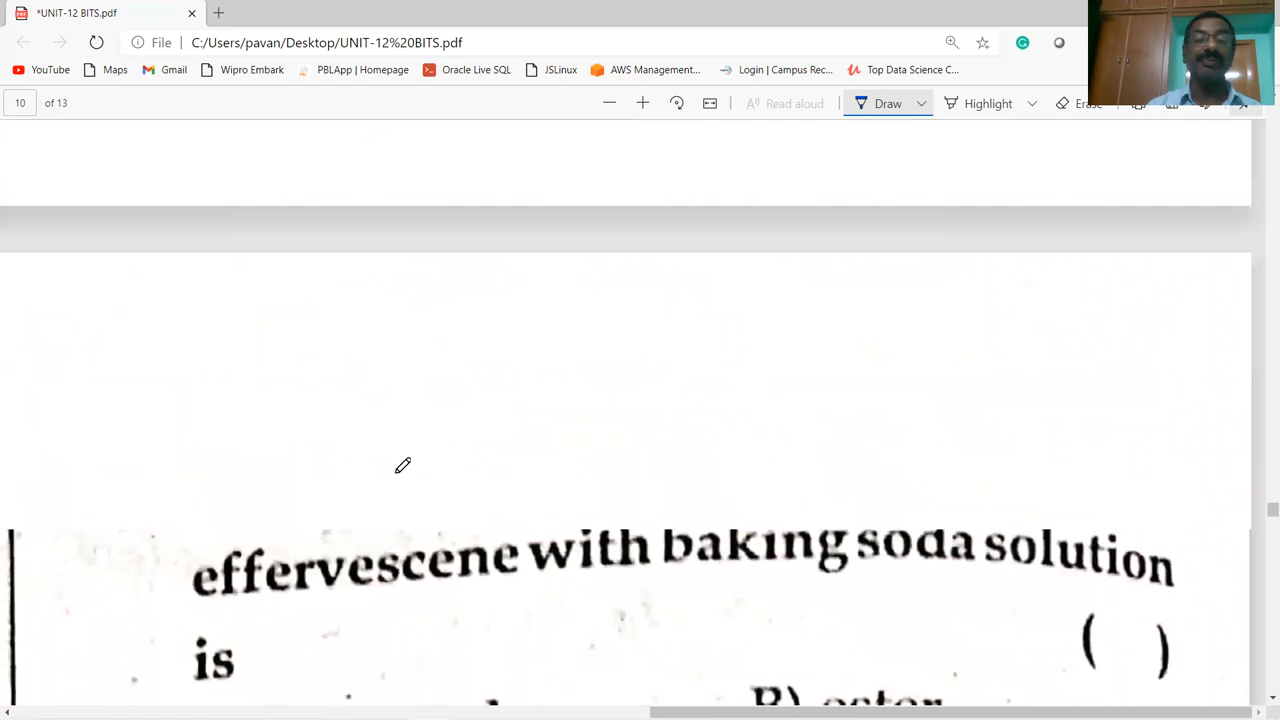 *UNIT-12 BITS.pdf
File | C:/Users/pavan/Desktop/UNIT-12%20BITS.pdf
YouTube Maps Gmail Wipro Embark PBLApp | Homepage Oracle Live SQL JSLinux AWS Management... Login | Campus Rec... Top Data Science C...
10 of 13 Read aloud Draw Highlight Erase
effervescene with baking soda solution
is ( )
B) ester